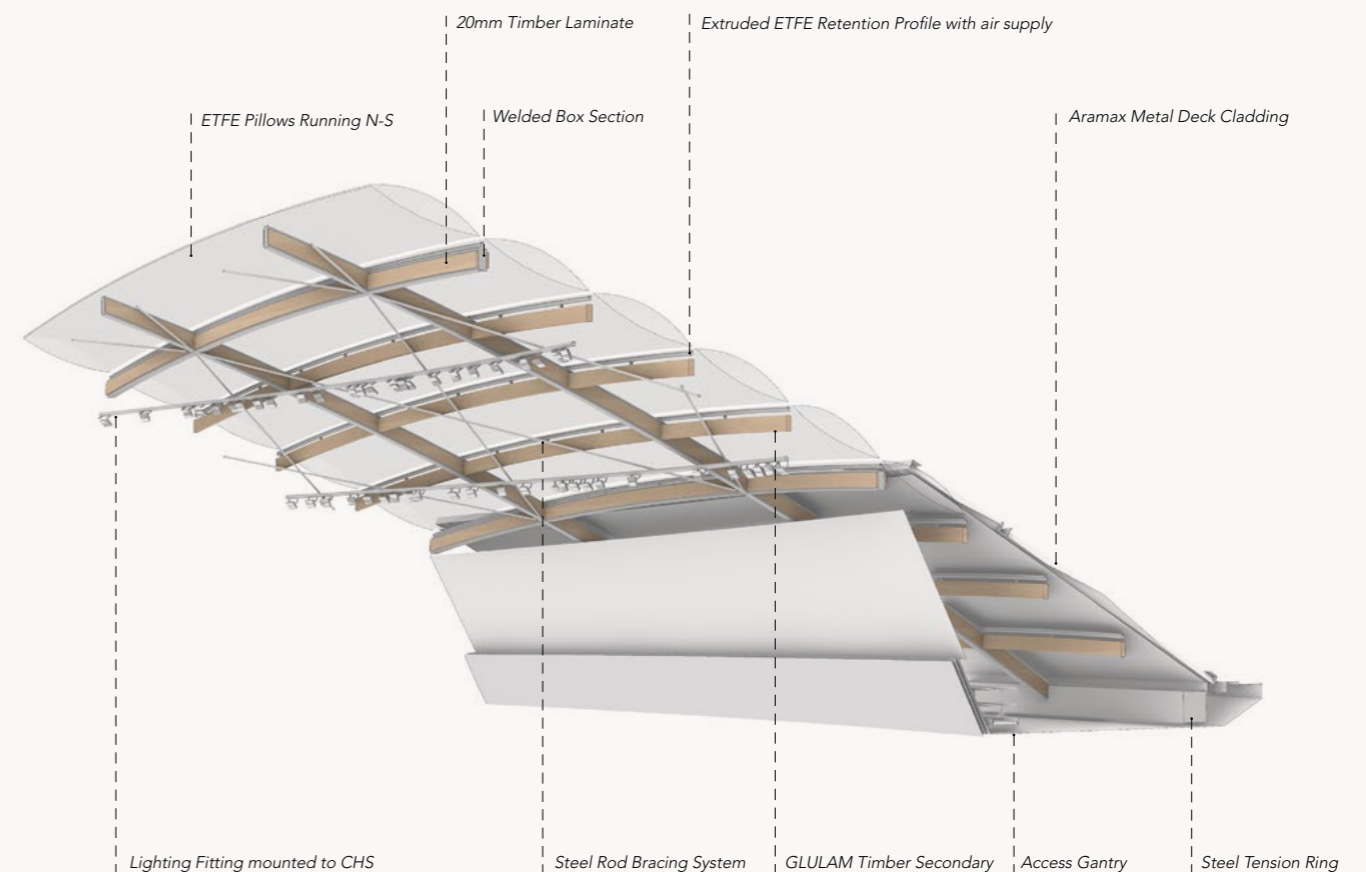 20mm Timber Laminate
Extruded ETFE Retention Profile with air supply
ETFE Pillows Running N-S
Welded Box Section
Aramax Metal Deck Cladding
Lighting Fitting mounted to CHS
Steel Rod Bracing System
GLULAM Timber Secondary
Access Gantry
Steel Tension Ring